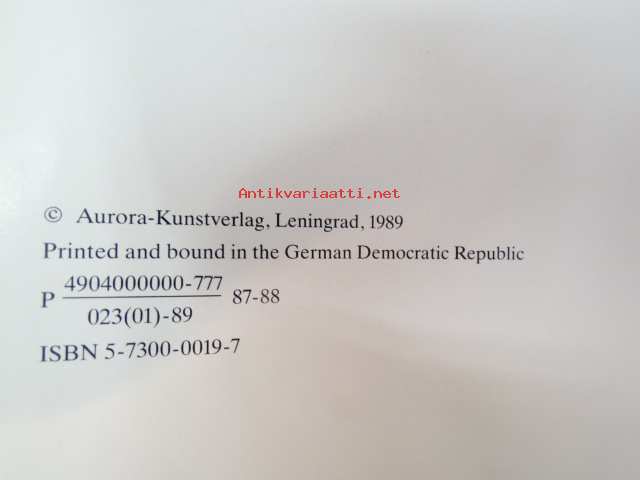 Antikvariaatti.net
© Aurora-Kunstverlag, Leningrad, 1989
Printed and bound in the German Democratic Republic
P 4904000000-777 87-88
023(01)-89
ISBN 5-7300-0019-7